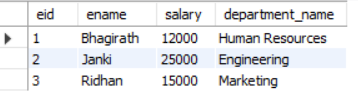 eid ename salary department_name
1 Bhagirath 12000 Human Resources
2 Janki 25000 Engineering
3 Ridhan 15000 Marketing